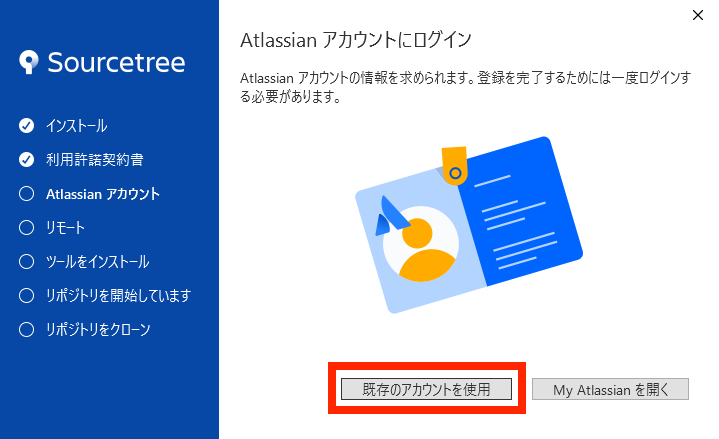 Sourcetree
インストール
利用許諾契約書
Atlassian アカウント
リモート
ツールをインストール
リポジトリを開始しています
リポジトリをクローン
Atlassian アカウントにログイン
Atlassian アカウントの情報を求められます。登録を完了するためには一度ログインす
る必要があります。
既存のアカウントを使用
My Atlassian を開く